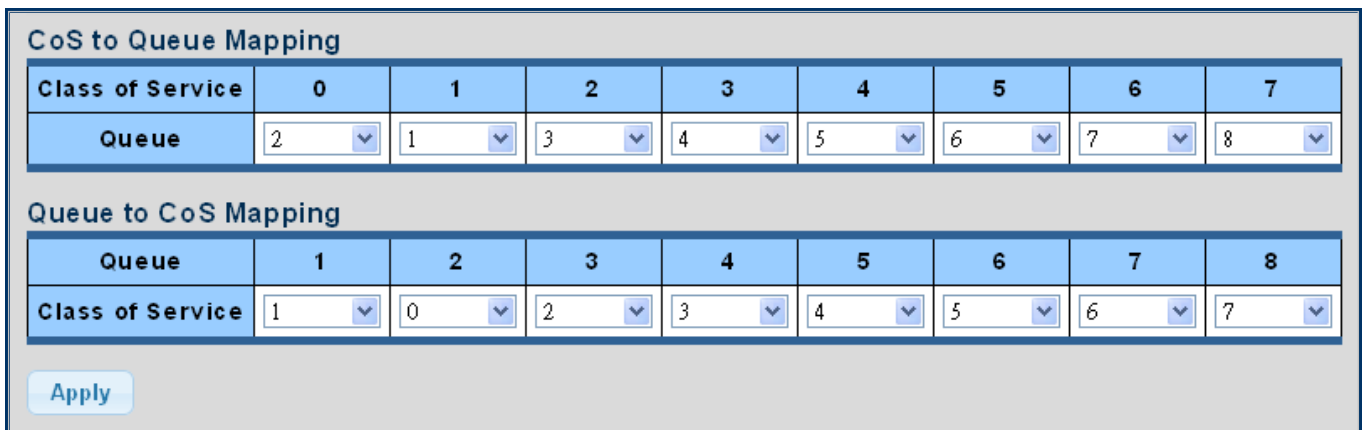 CoS to Queue Mapping
Class of Service 0 1 2 3 4 5 6 7
Queue 2 1 3 4 5 6 7 8
Queue to CoS Mapping
Queue 1 2 3 4 5 6 7 8
Class of Service 1 0 2 3 4 5 6 7
Apply